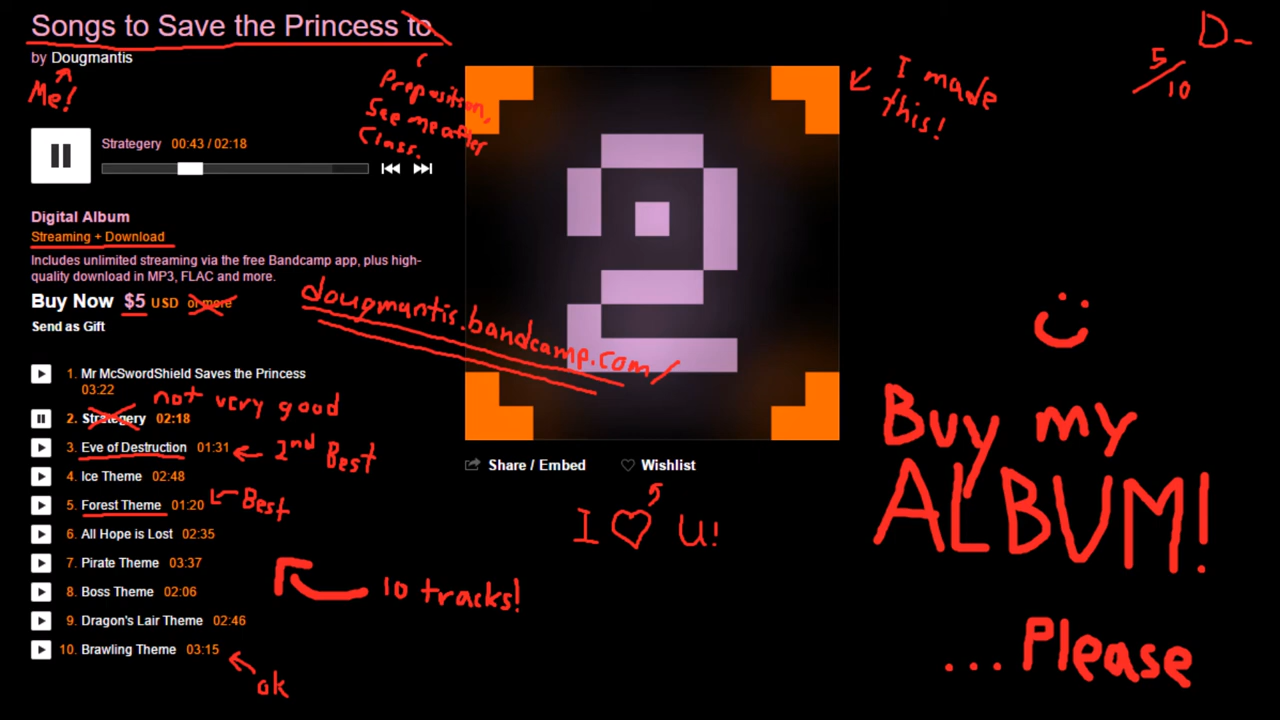 Songs to Save the Princess to
by Dougmantis
Me!
Preposition,
See me after
Class.
I made
this!
D-
5/10
Strategery 00:43 / 02:18
Digital Album
Streaming + Download
Includes unlimited streaming via the free Bandcamp app, plus high-
quality download in MP3, FLAC and more.
Buy Now $5 USD or more
Send as Gift
dougmantis.bandcamp.com/
1. Mr McSwordShield Saves the Princess
03:22
not very good
2. Strategery 02:18
3. Eve of Destruction 01:31
2nd Best
4. Ice Theme 02:48
5. Forest Theme 01:20
Best
6. All Hope is Lost 02:35
7. Pirate Theme 03:37
8. Boss Theme 02:06
10 tracks!
9. Dragon's Lair Theme 02:46
10. Brawling Theme 03:15
ok
Share / Embed
Wishlist
I ♡ U!
Buy my
ALBUM!
...Please